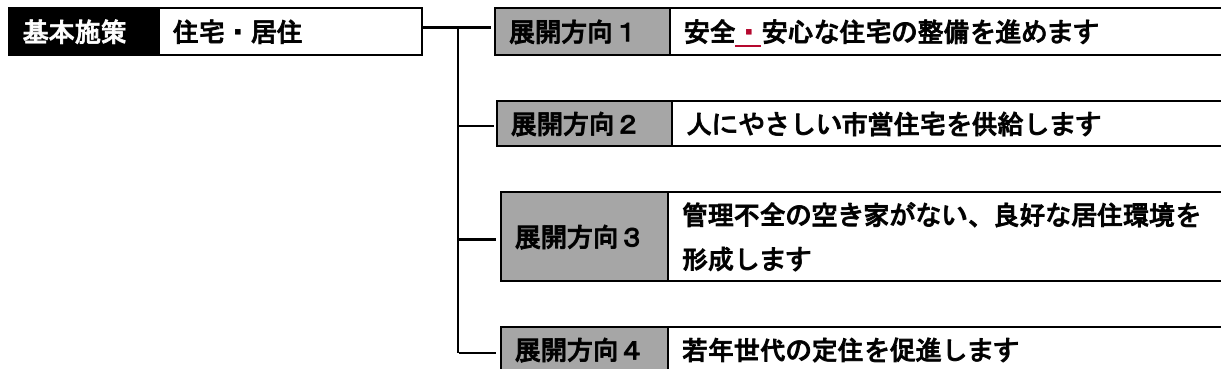 基本施策 住宅・居住
展開方向１ 安全・安心な住宅の整備を進めます
展開方向２ 人にやさしい市営住宅を供給します
展開方向３ 管理不全の空き家がない、良好な居住環境を
形成します
展開方向４ 若年世代の定住を促進します